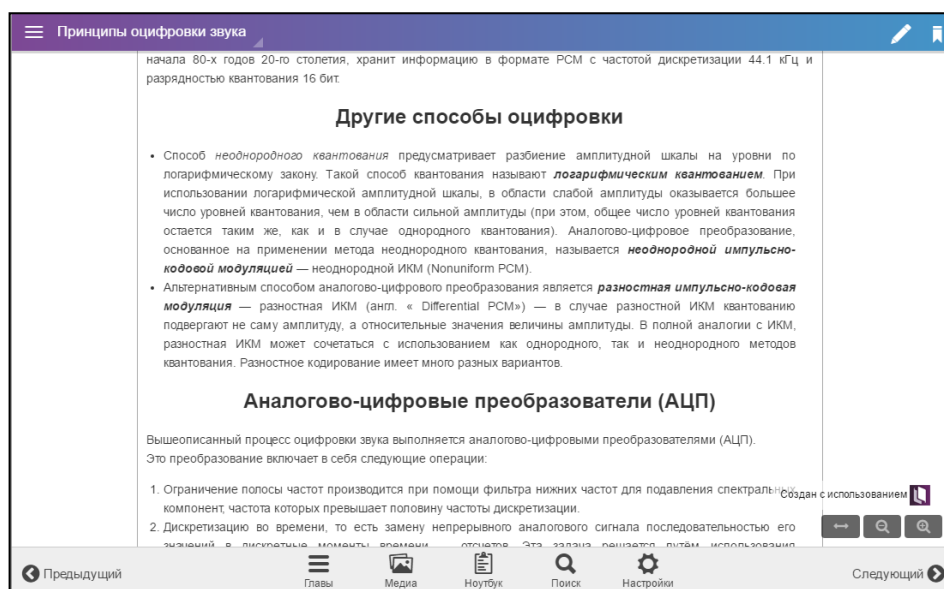 Принципы оцифровки звука
начала 80-х годов 20-го столетия, хранит информацию в формате PCM с частотой дискретизации 44.1 кГц и
разрядностью квантования 16 бит.
Другие способы оцифровки
• Способ неоднородного квантования предусматривает разбиение амплитудной шкалы на уровни по
логарифмическому закону. Такой способ квантования называют логарифмическим квантованием. При
использовании логарифмической амплитудной шкалы, в области слабой амплитуды оказывается большее
число уровней квантования, чем в области сильной амплитуды (при этом, общее число уровней квантования
остается таким же, как и в случае однородного квантования). Аналогово-цифровое преобразование,
основанное на применении метода неоднородного квантования, называется неоднородной импульсно-
кодовой модуляцией — неоднородной ИКМ (Nonuniform PCM).
• Альтернативным способом аналогово-цифрового преобразования является разностная импульсно-кодовая
модуляция — разностная ИКМ (англ. « Differential PCM») — в случае разностной ИКМ квантованию
подвергают не саму амплитуду, а относительные значения величины амплитуды. В полной аналогии с ИКМ,
разностная ИКМ может сочетаться с использованием как однородного, так и неоднородного методов
квантования. Разностное кодирование имеет много разных вариантов.
Аналогово-цифровые преобразователи (АЦП)
Вышеописанный процесс оцифровки звука выполняется аналогово-цифровыми преобразователями (АЦП).
Это преобразование включает в себя следующие операции:
1. Ограничение полосы частот производится при помощи фильтра нижних частот для подавления спектральных
компонент, частота которых превышает половину частоты дискретизации.
Создан с использованием
2. Дискретизацию во времени, то есть замену непрерывного аналогового сигнала последовательностью его
значений в дискретные моменты времени — отсчетов. Эта задача решается путём использования
Предыдущий
Главы
Медиа
Ноутбук
Поиск
Настройки
Следующий